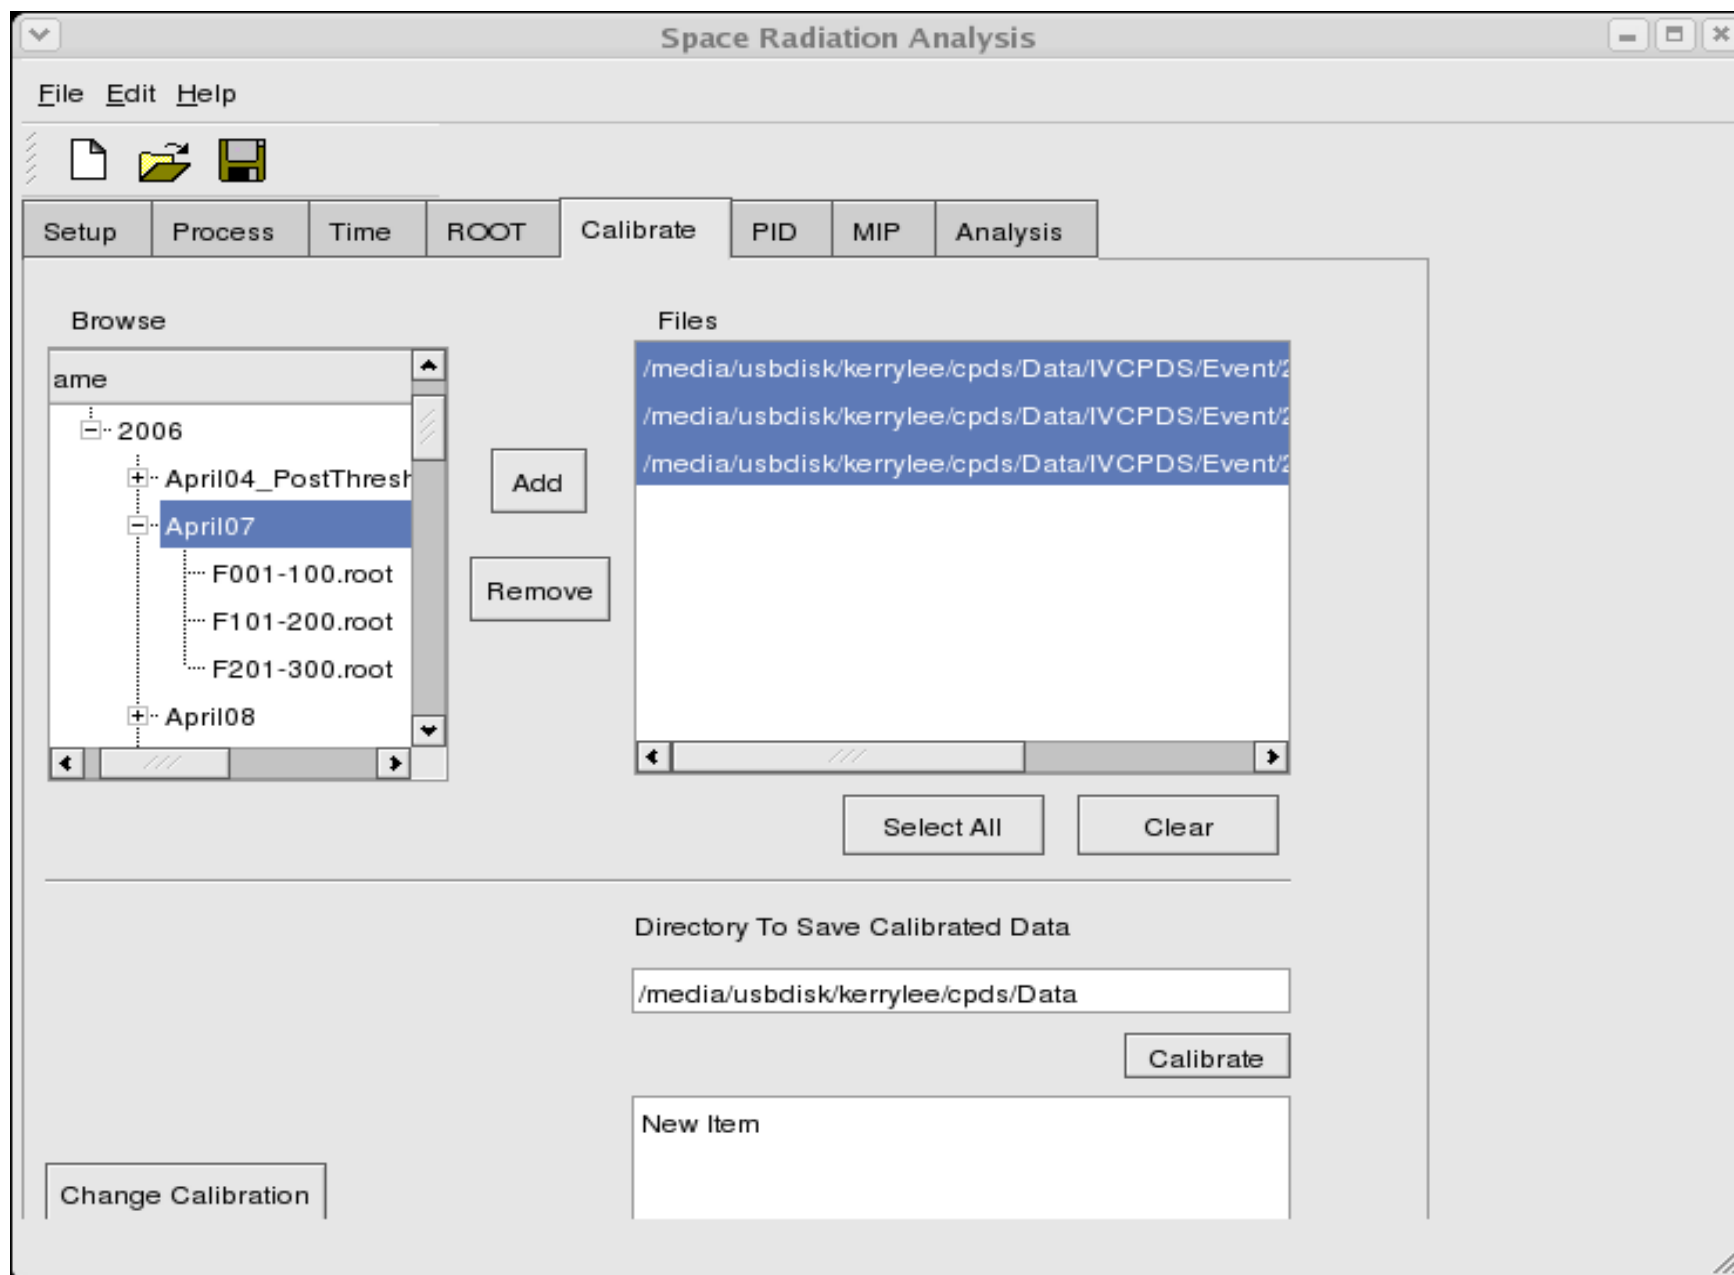 Space Radiation Analysis
File Edit Help
Setup Process Time ROOT Calibrate PID MIP Analysis
Browse
ame
2006
April04_PostThresh
April07
F001-100.root
F101-200.root
F201-300.root
April08
Add
Remove
Files
/media/usbdisk/kerrylee/cpds/Data/IVCPDS/Event/2
/media/usbdisk/kerrylee/cpds/Data/IVCPDS/Event/2
/media/usbdisk/kerrylee/cpds/Data/IVCPDS/Event/2
Select All Clear
Directory To Save Calibrated Data
/media/usbdisk/kerrylee/cpds/Data
Calibrate
New Item
Change Calibration